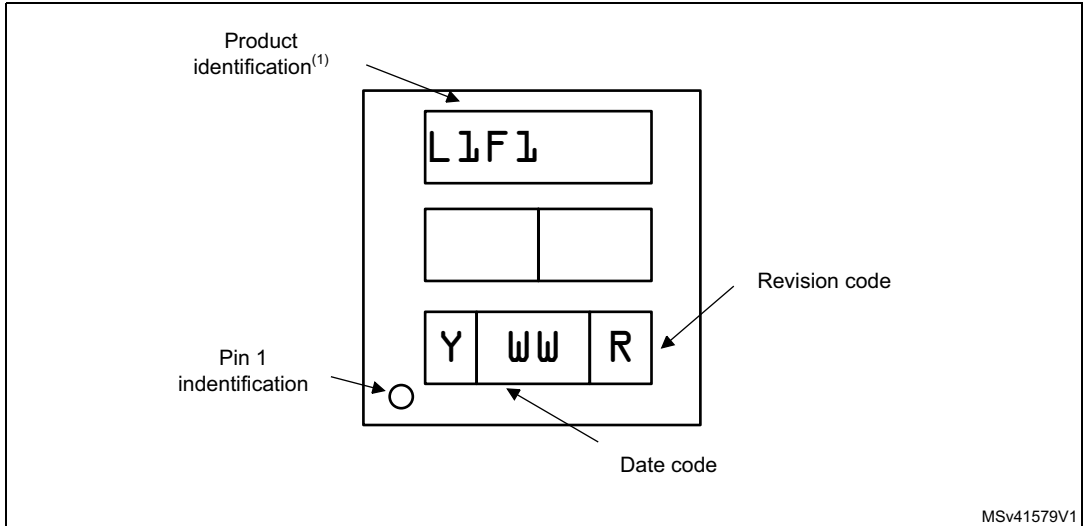 Product
identification(1)
L1F1
Revision code
Y WW R
Pin 1
indentification
Date code
MSv41579V1